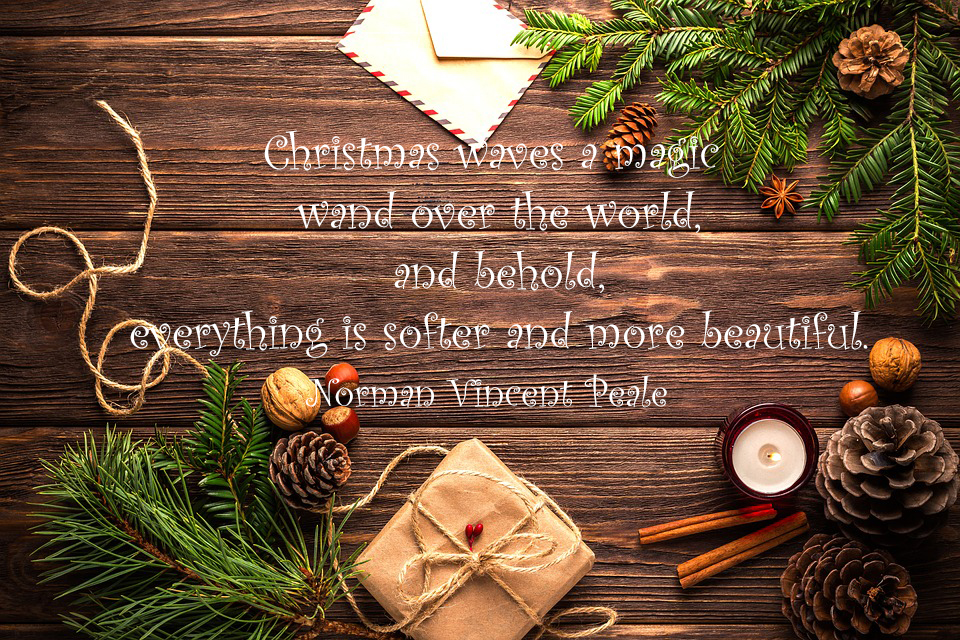 Christmas waves a magic
wand over the world,
and behold,
everything is softer and more beautiful.
Norman Vincent Peale